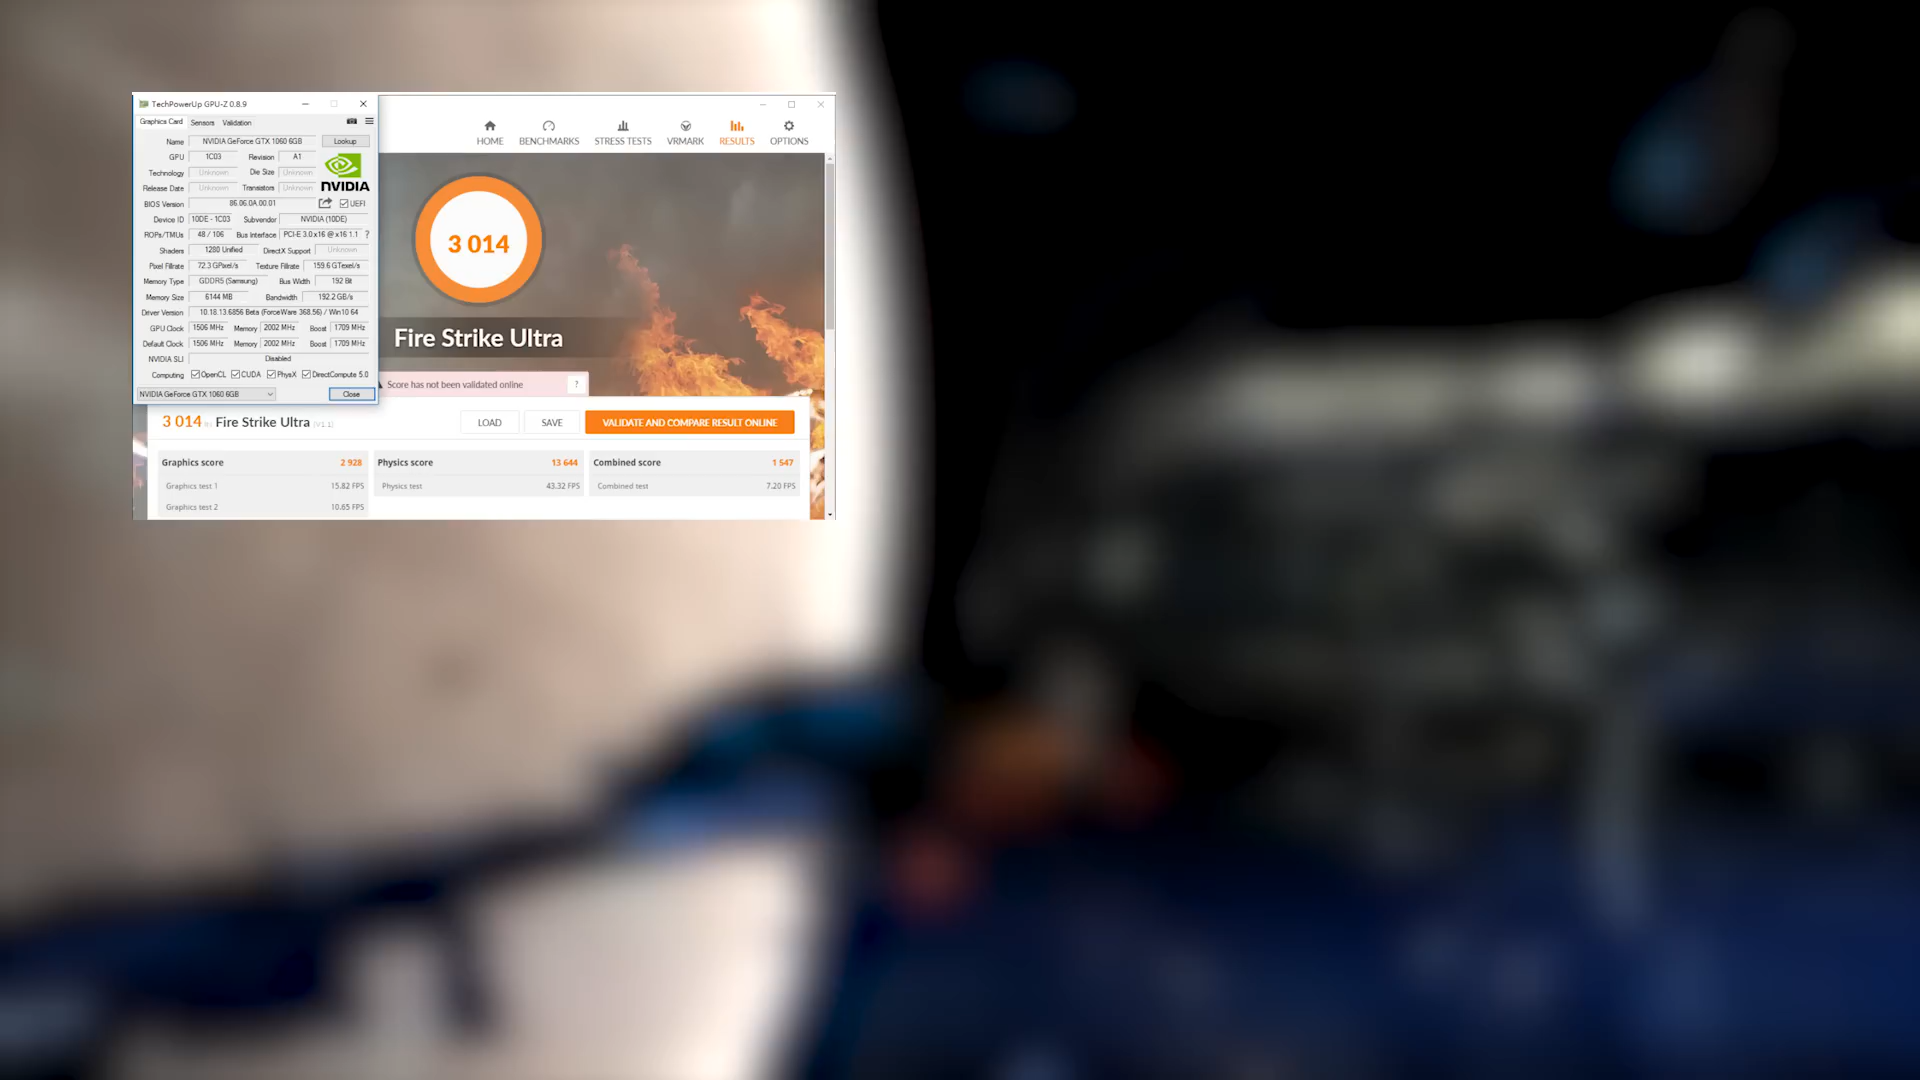 TechPowerUp GPU-Z 0.8.9
Graphics Card Sensors Validation
Name NVIDIA GeForce GTX 1060 6GB Lookup
GPU 1C03 Revision A1
Technology Unknown Die Size Unknown
Release Date Unknown Transistors Unknown
NVIDIA
BIOS Version 86.06.0A.00.01 UEFI
Device ID 10DE - 1C03 Subvendor NVIDIA (10DE)
ROPs/TMUs 48 / 106 Bus Interface PCI-E 3.0 x16 @ x16 1.1 ?
Shaders 1280 Unified DirectX Support Unknown
Pixel Fillrate 72.3 GPixel/s Texture Fillrate 159.6 GTexel/s
Memory Type GDDR5 (Samsung) Bus Width 192 Bit
Memory Size 6144 MB Bandwidth 192.2 GB/s
Driver Version 10.18.13.6856 Beta (ForceWare 368.56) / Win10 64
GPU Clock 1506 MHz Memory 2002 MHz Boost 1709 MHz
Default Clock 1506 MHz Memory 2002 MHz Boost 1709 MHz
NVIDIA SLI Disabled
Computing OpenCL CUDA PhysX DirectCompute 5.0
NVIDIA GeForce GTX 1060 6GB Close
HOME BENCHMARKS STRESS TESTS VRMARK RESULTS OPTIONS
3 014
Fire Strike Ultra
Score has not been validated online ?
3 014 Fire Strike Ultra (V1.1) LOAD SAVE VALIDATE AND COMPARE RESULT ONLINE
Graphics score 2 928 Physics score 13 644 Combined score 1 547
Graphics test 1 15.82 FPS Physics test 43.32 FPS Combined test 7.20 FPS
Graphics test 2 10.65 FPS